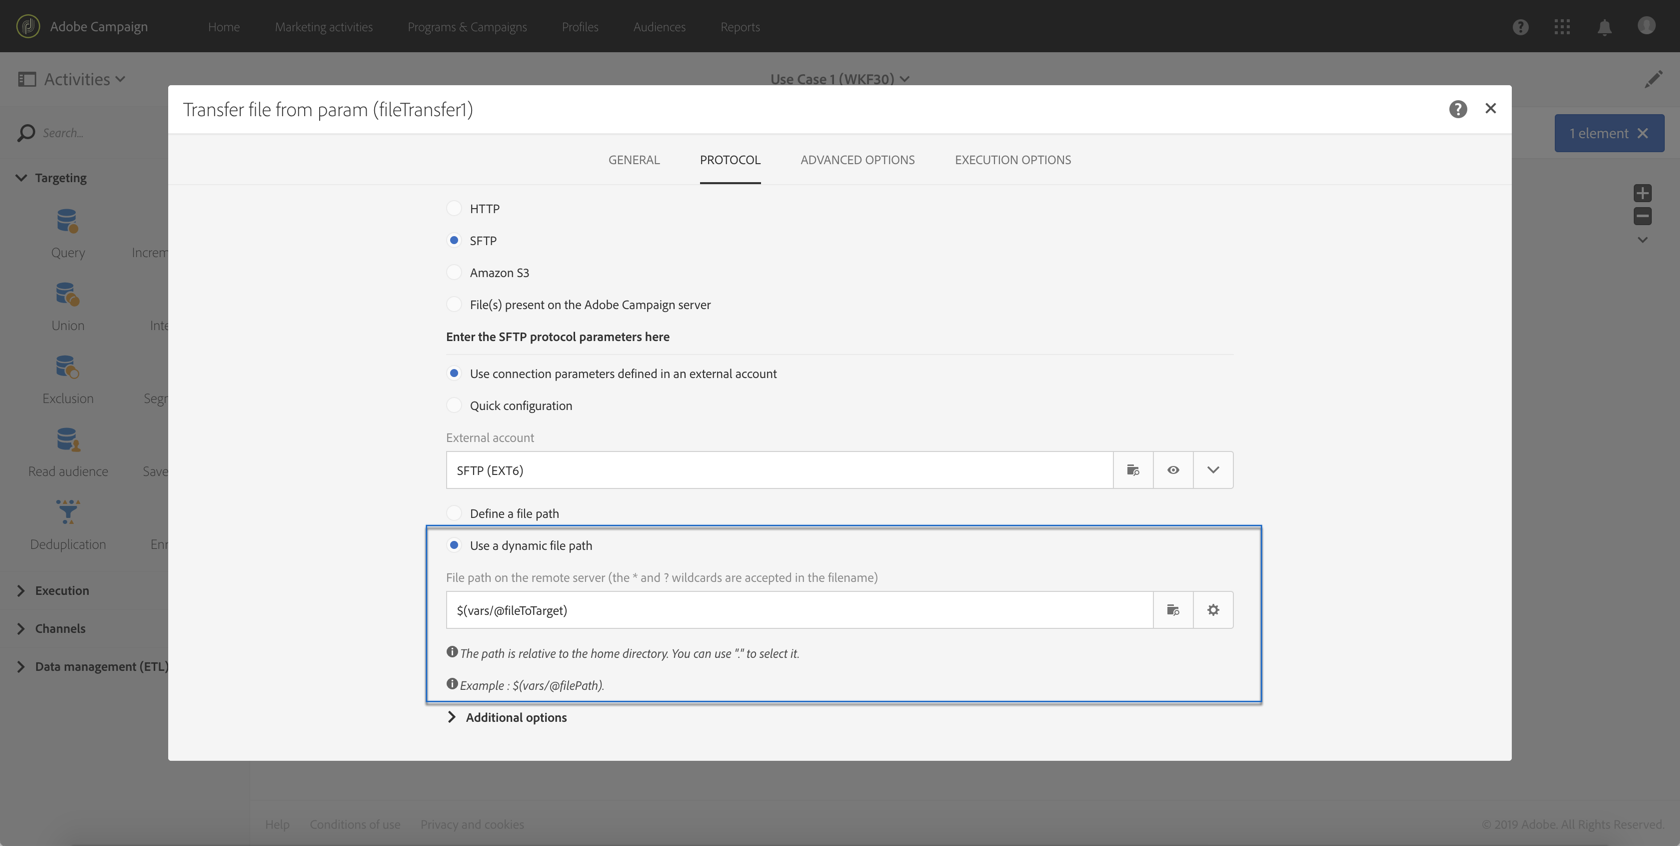 Adobe Campaign
Home
Marketing activities
Programs & Campaigns
Profiles
Audiences
Reports
Activities
Use Case 1 (WKF30)
Transfer file from param (fileTransfer1)
Search...
1 element
GENERAL
PROTOCOL
ADVANCED OPTIONS
EXECUTION OPTIONS
Targeting
Query
Increm
Union
Inte
Exclusion
Segr
Read audience
Save
Deduplication
Enr
Execution
Channels
Data management (ETL)
HTTP
SFTP
Amazon S3
File(s) present on the Adobe Campaign server
Enter the SFTP protocol parameters here
Use connection parameters defined in an external account
Quick configuration
External account
SFTP (EXT6)
Define a file path
Use a dynamic file path
File path on the remote server (the * and ? wildcards are accepted in the filename)
$(vars/@fileToTarget)
The path is relative to the home directory. You can use "." to select it.
Example : $(vars/@filePath).
Additional options
Help
Conditions of use
Privacy and cookies
© 2019 Adobe. All Rights Reserved.